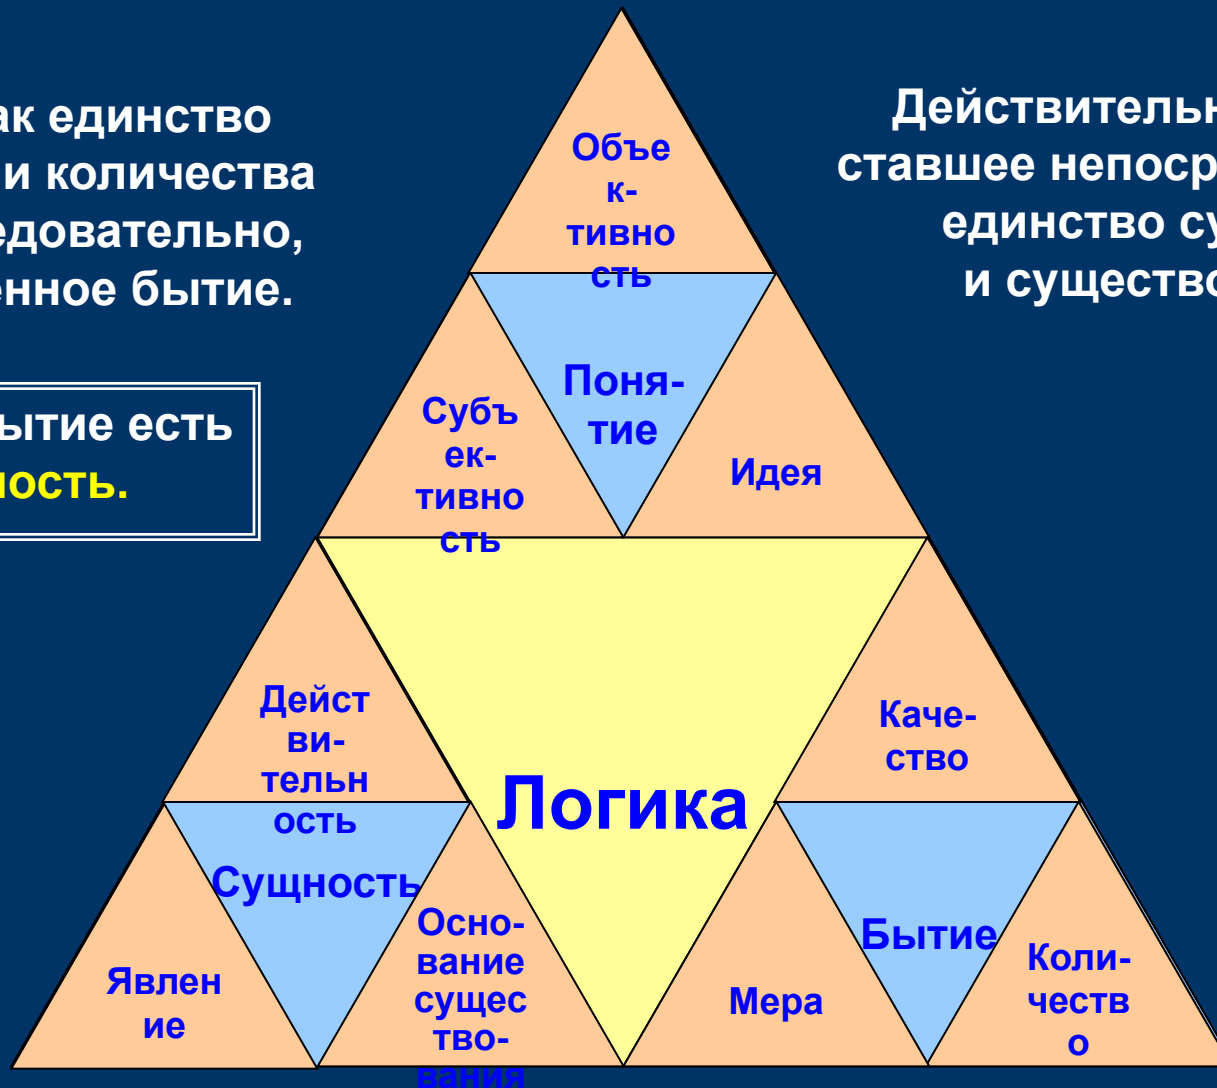 ак единство
и количества
едовательно,
енное бытие.
ытие есть
ность.
Действительн
ставшее непоср
единство су
и существо
Объе
к-
тивно
сть
Поня-
тие
Субъ
ек-
тивно
сть
Идея
Логика
Дейст
ви-
тельн
ость
Сущность
Явлен
ие
Осно-
вание
сущес
тво-
вания
Каче-
ство
Бытие
Мера
Коли-
честв
о